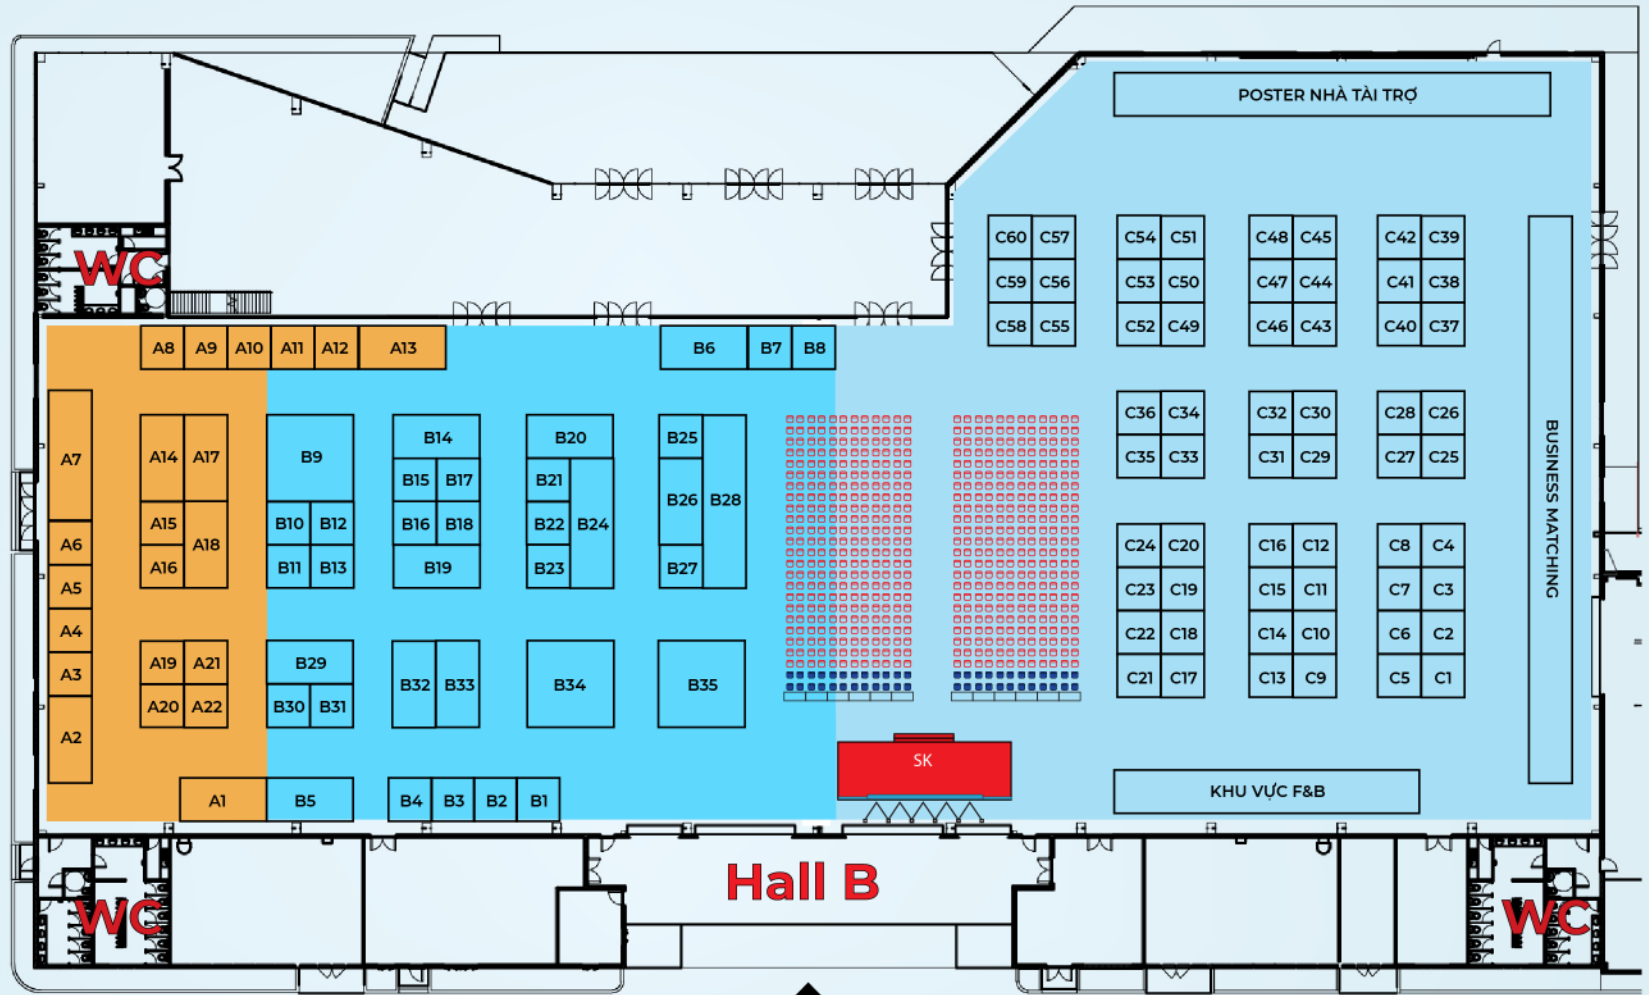 POSTER NHÀ TÀI TRỢ
C60 C57 C54 C51 C48 C45 C42 C39
WC
C59 C56 C53 C50 C47 C44 C41 C38
C58 C55 C52 C49 C46 C43 C40 C37
A8 A9 A10 A11 A12 A13 B6 B7 B8
C36 C34 C32 C30 C28 C26
A7 A14 A17 B9 B14 B20 B25
C35 C33 C31 C29 C27 C25
B15 B17 B21 B26 B28
BUSINESS MATCHING
A15 B10 B12 B16 B18 B22 B24
A6 A18 C24 C20 C16 C12 C8 C4
A16 B11 B13 B19 B23 B27
A5 C23 C19 C15 C11 C7 C3
A4 C22 C18 C14 C10 C6 C2
A3 A19 A21 B29 B32 B33 B34 B35 C21 C17 C13 C9 C5 C1
A20 A22 B30 B31
A2
SK
A1 B5 B4 B3 B2 B1 KHU VỰC F&B
Hall B
WC WC